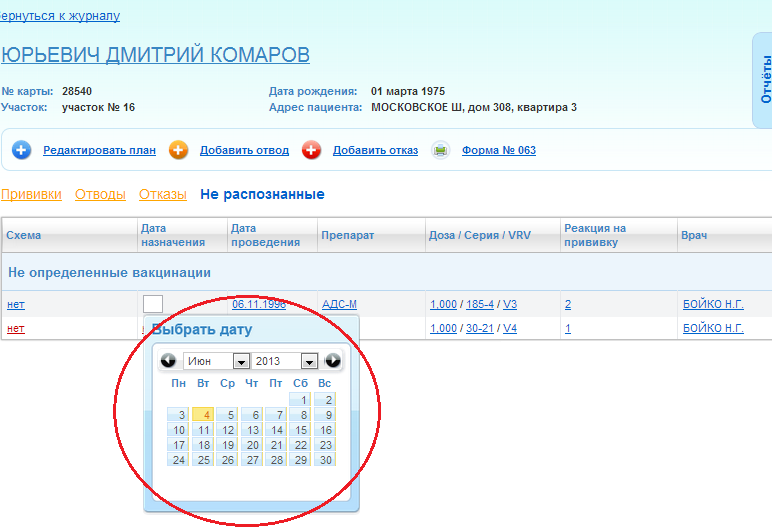 ернуться к журналу
ЮРЬЕВИЧ ДМИТРИЙ КОМАРОВ
№ карты: 28540 Дата рождения: 01 марта 1975
Участок: участок № 16 Адрес пациента: МОСКОВСКОЕ Ш, дом 308, квартира 3
Отчёты
Редактировать план Добавить отвод Добавить отказ Форма № 063
Прививки Отводы Отказы Не распознанные
Схема Дата назначения Дата проведения Препарат Доза / Серия / VRV Реакция на прививку Врач
Не определенные вакцинации
нет 06.11.1996 АДС-М 1,000 / 185-4 / V3 2 БОЙКО Н.Г.
нет 1,000 / 30-21 / V4 1 БОЙКО Н.Г.
Выбрать дату
Июн 2013
Пн Вт Ср Чт Пт Сб Вс
1 2
3 4 5 6 7 8 9
10 11 12 13 14 15 16
17 18 19 20 21 22 23
24 25 26 27 28 29 30